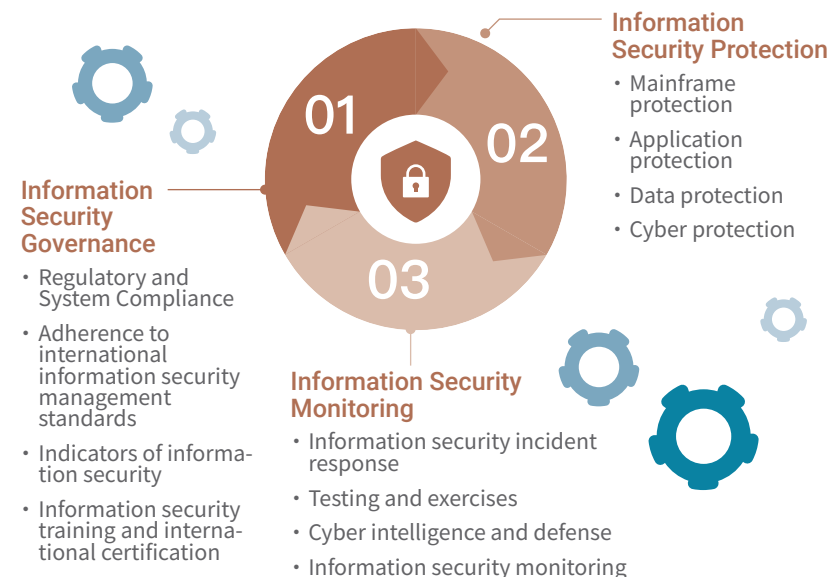 01
02
03
Information
Security
Governance
• Regulatory and
System Compliance
• Adherence to
international
information security
management
standards
• Indicators of informa-
tion security
• Information security
training and interna-
tional certification
Information
Security Protection
• Mainframe
protection
• Application
protection
• Data protection
• Cyber protection
Information Security
Monitoring
• Information security incident
response
• Testing and exercises
• Cyber intelligence and defense
• Information security monitoring